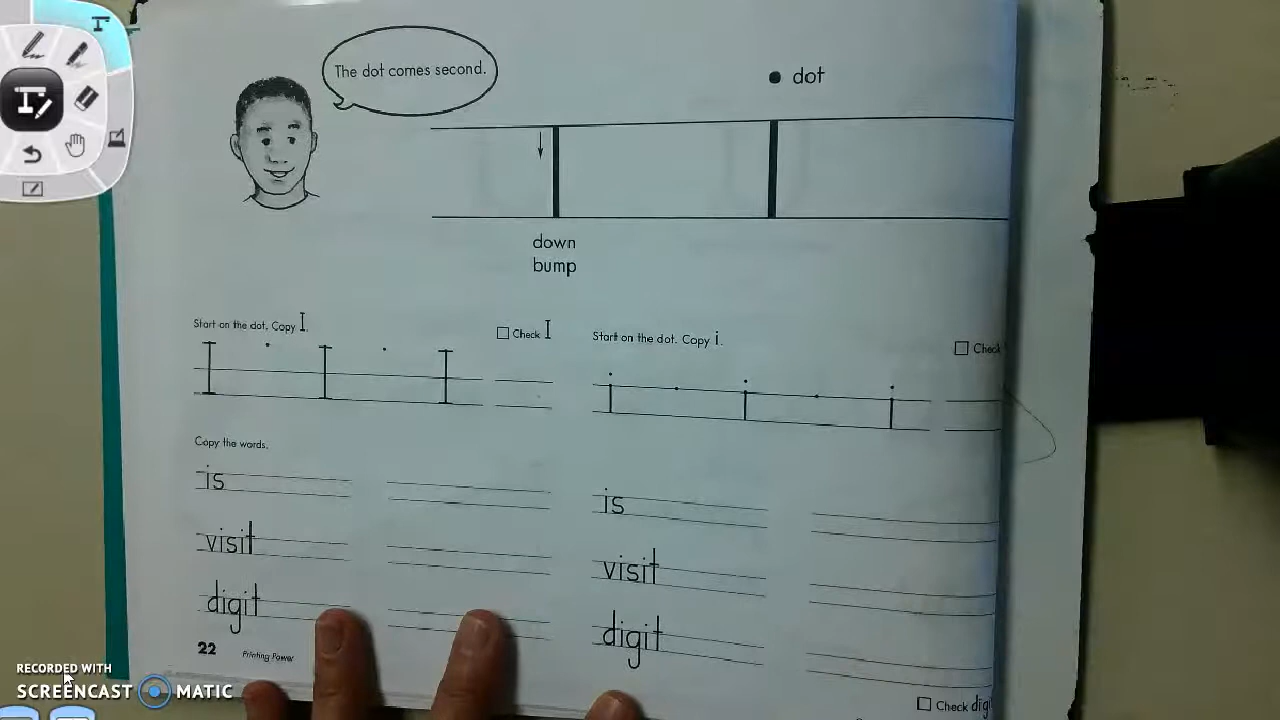 The dot comes second.
dot
down
bump
Start on the dot. Copy I.
Check I
Start on the dot. Copy i.
Check
Copy the words.
is
is
visit
visit
digit
digit
22
Printing Power
Check
RECORDED WITH
SCREENCAST MATIC